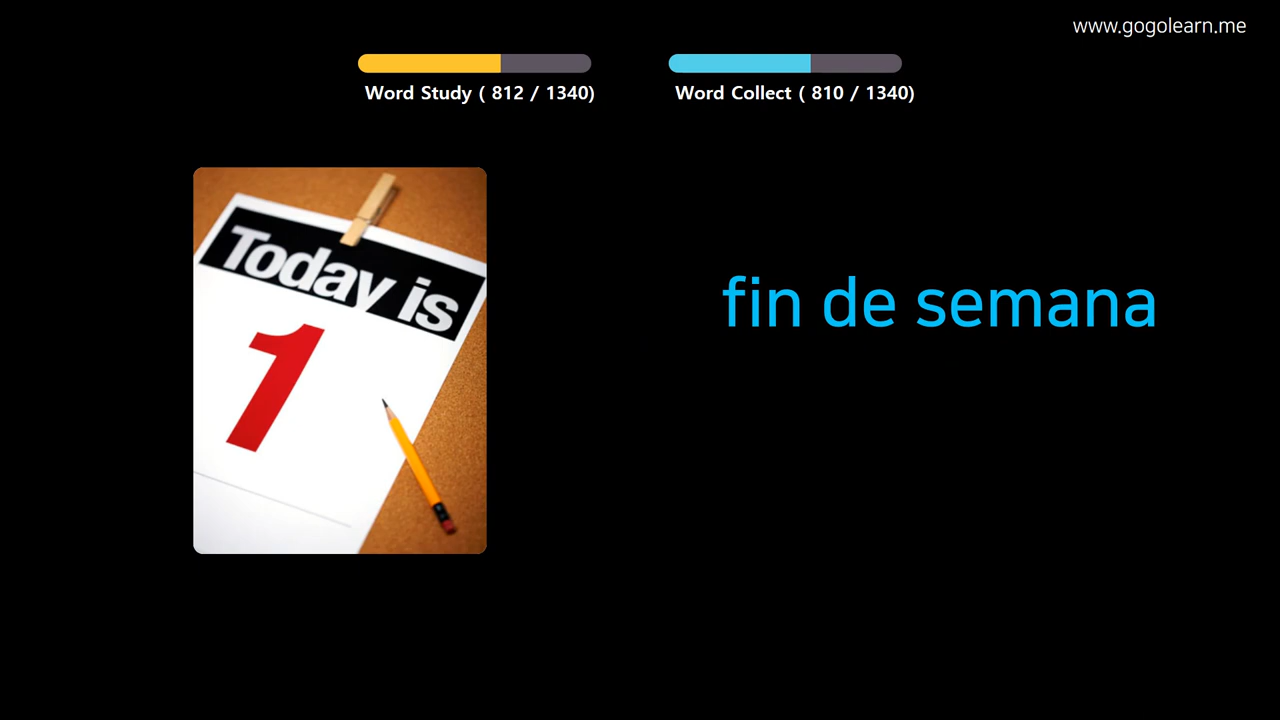 www.gogolearn.me
Word Study ( 812 / 1340)
Word Collect ( 810 / 1340)
Today is
1
fin de semana